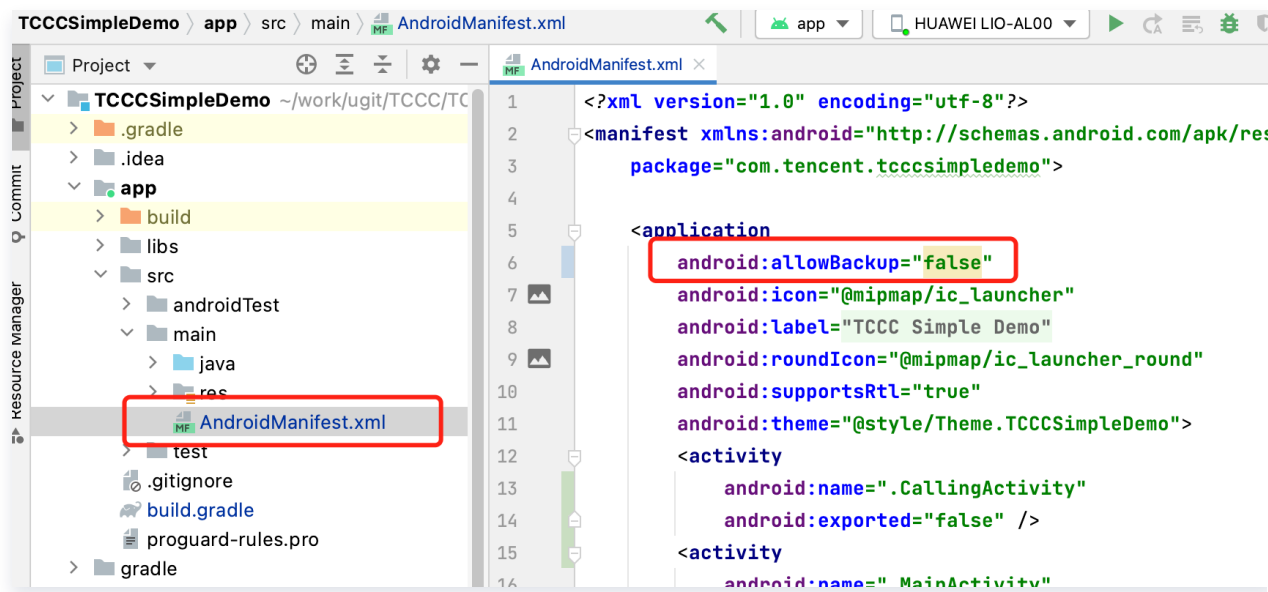 TCCCSimpleDemo app src main AndroidManifest.xml app HUAWEI LIO-AL00
Project AndroidManifest.xml
Project
Commit
Resource Manager
TCCCSimpleDemo ~/work/ugit/TCCC/TC
.gradle
.idea
app
build
libs
src
androidTest
main
java
res
AndroidManifest.xml
test
.gitignore
build.gradle
proguard-rules.pro
gradle
1 <?xml version="1.0" encoding="utf-8"?>
2 <manifest xmlns:android="http://schemas.android.com/apk/res
3 package="com.tencent.tcccsimpledemo">
4
5 <application
6 android:allowBackup="false"
7 android:icon="@mipmap/ic_launcher"
8 android:label="TCCC Simple Demo"
9 android:roundIcon="@mipmap/ic_launcher_round"
10 android:supportsRtl="true"
11 android:theme="@style/Theme.TCCCSimpleDemo">
12 <activity
13 android:name=".CallingActivity"
14 android:exported="false" />
15 <activity
16 android:name=".MainActivity"